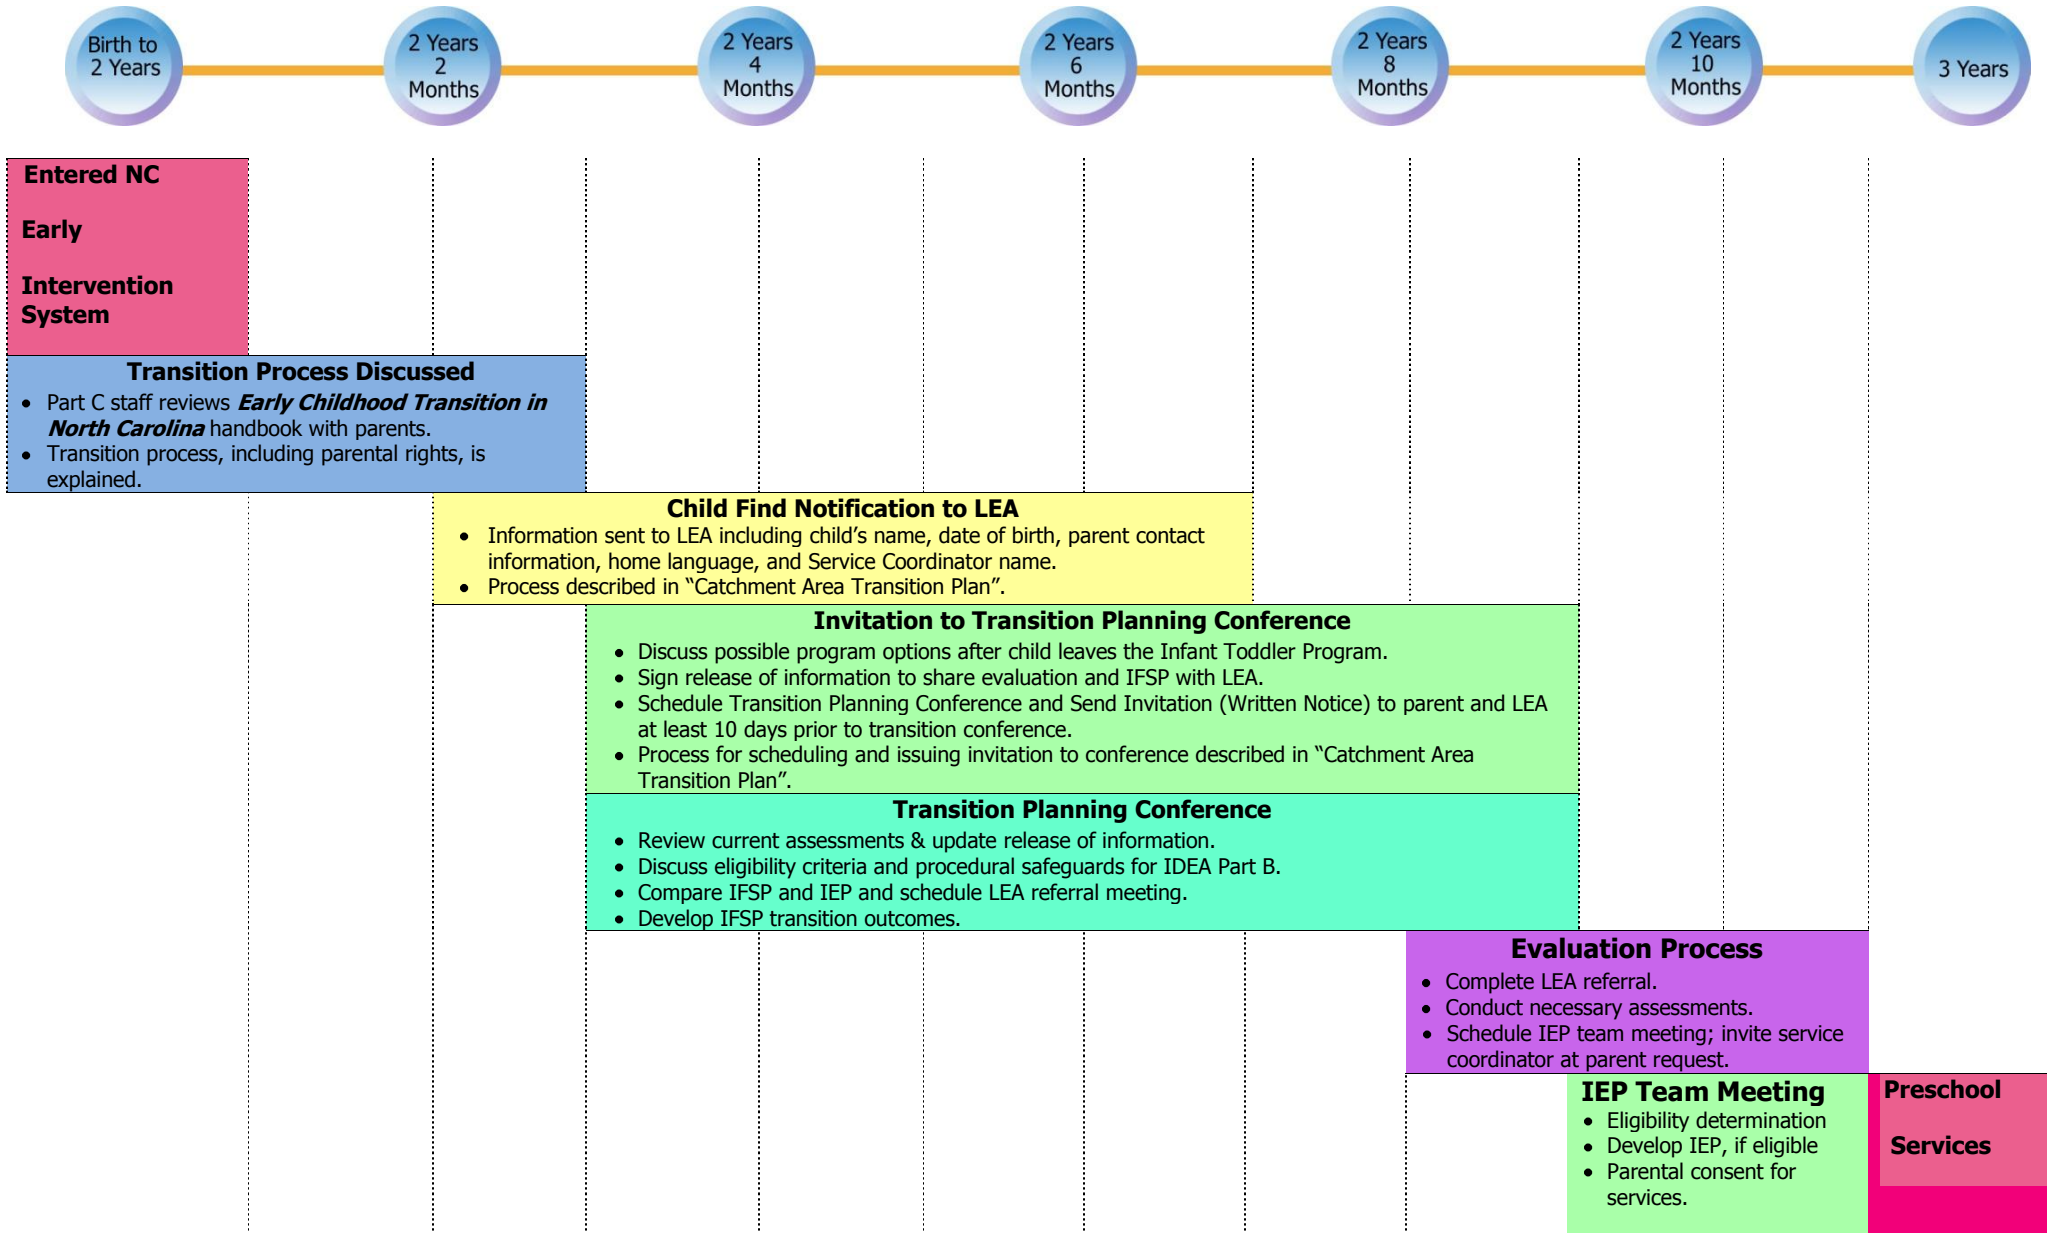 Birth to
2 Years
2 Years
2
Months
2 Years
4
Months
2 Years
6
Months
2 Years
8
Months
2 Years
10
Months
3 Years
Entered NC
Early
Intervention
System
Transition Process Discussed
• Part C staff reviews Early Childhood Transition in
North Carolina handbook with parents.
• Transition process, including parental rights, is
explained.
Child Find Notification to LEA
• Information sent to LEA including child’s name, date of birth, parent contact
information, home language, and Service Coordinator name.
• Process described in “Catchment Area Transition Plan”.
Invitation to Transition Planning Conference
• Discuss possible program options after child leaves the Infant Toddler Program.
• Sign release of information to share evaluation and IFSP with LEA.
• Schedule Transition Planning Conference and Send Invitation (Written Notice) to parent and LEA
at least 10 days prior to transition conference.
• Process for scheduling and issuing invitation to conference described in “Catchment Area
Transition Plan”.
Transition Planning Conference
• Review current assessments & update release of information.
• Discuss eligibility criteria and procedural safeguards for IDEA Part B.
• Compare IFSP and IEP and schedule LEA referral meeting.
• Develop IFSP transition outcomes.
Evaluation Process
• Complete LEA referral.
• Conduct necessary assessments.
• Schedule IEP team meeting; invite service
coordinator at parent request.
IEP Team Meeting
• Eligibility determination
• Develop IEP, if eligible
• Parental consent for
services.
Preschool
Services